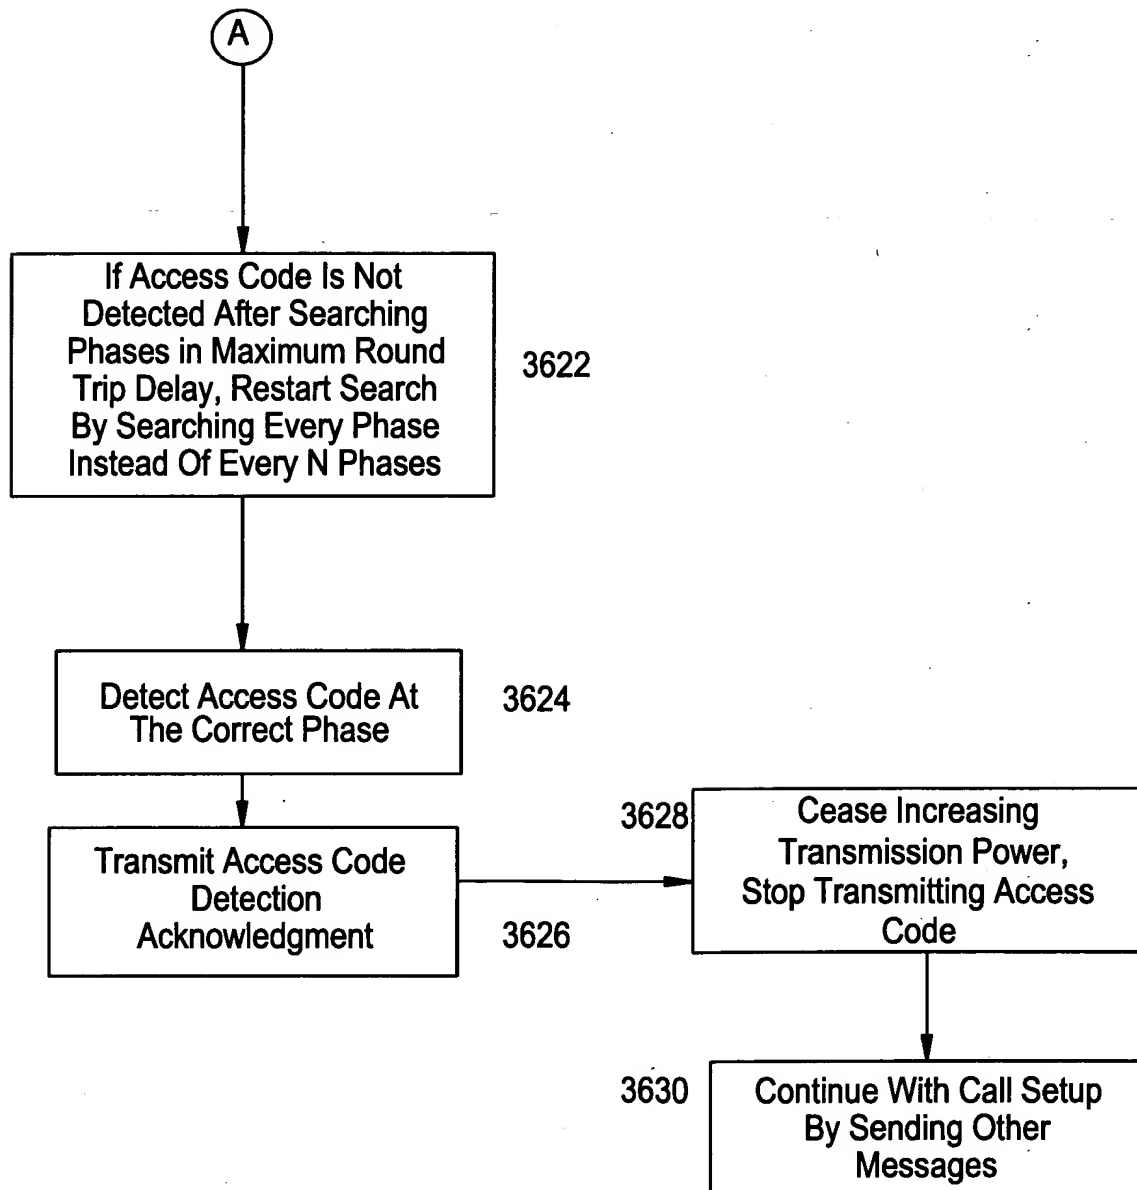 A
If Access Code Is Not
Detected After Searching
Phases in Maximum Round
Trip Delay, Restart Search
By Searching Every Phase
Instead Of Every N Phases
3622
Detect Access Code At
The Correct Phase
3624
Transmit Access Code
Detection
Acknowledgment
3626
3628
Cease Increasing
Transmission Power,
Stop Transmitting Access
Code
3630
Continue With Call Setup
By Sending Other
Messages